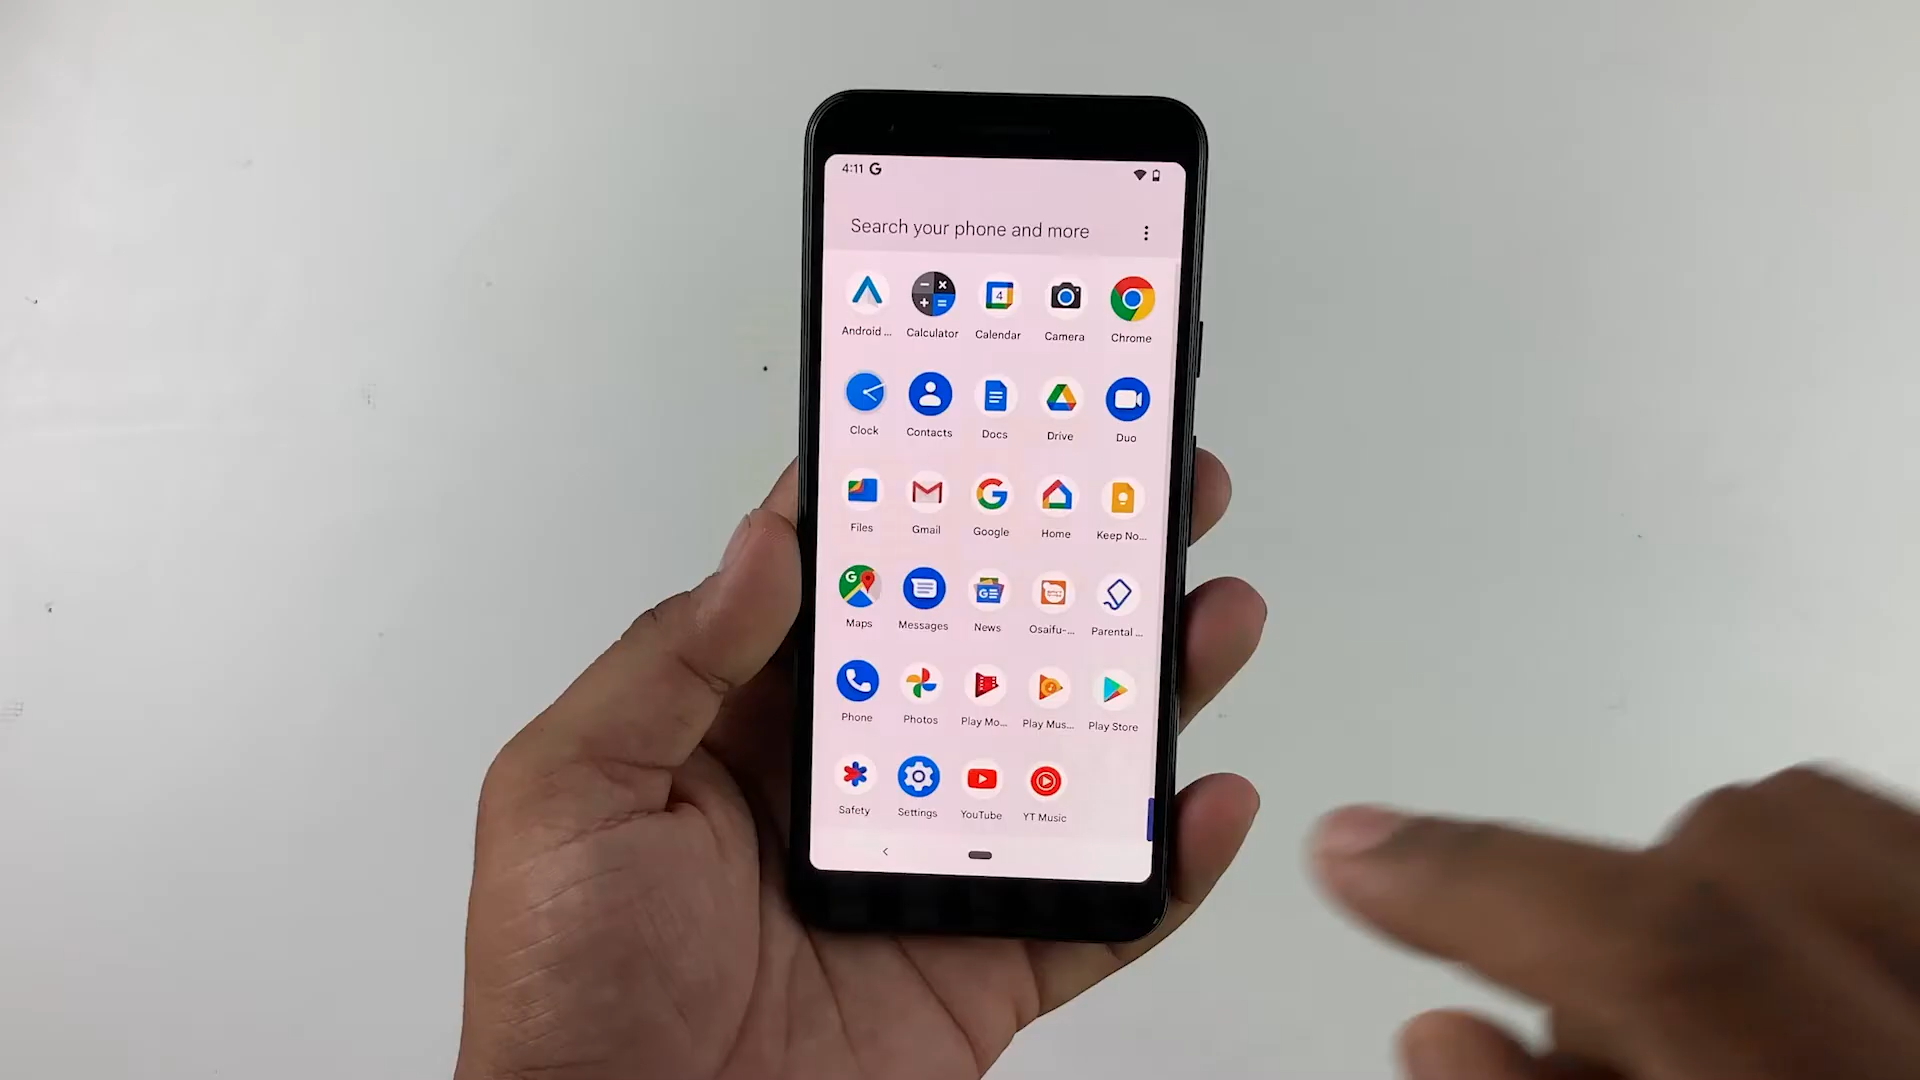 4:11 G
Search your phone and more
4
Android ... Calculator Calendar Camera Chrome
Clock Contacts Docs Drive Duo
Files Gmail Google Home Keep No...
Maps Messages News Osaifu-... Parental ...
Phone Photos Play Mo... Play Mus... Play Store
Safety Settings YouTube YT Music